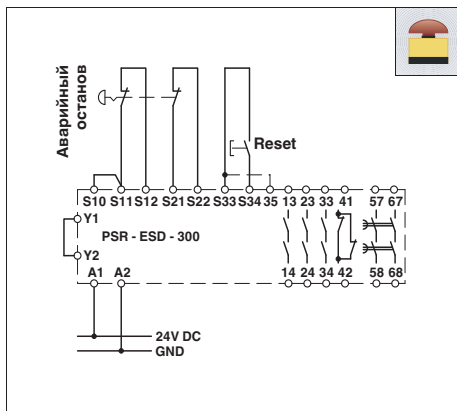 Аварийный
останов
Reset
S10 S11 S12 S21 S22 S33 S34 35 13 23 33 41 57 67
Y1
PSR - ESD - 300
Y2
A1 A2 14 24 34 42 58 68
24V DC
GND